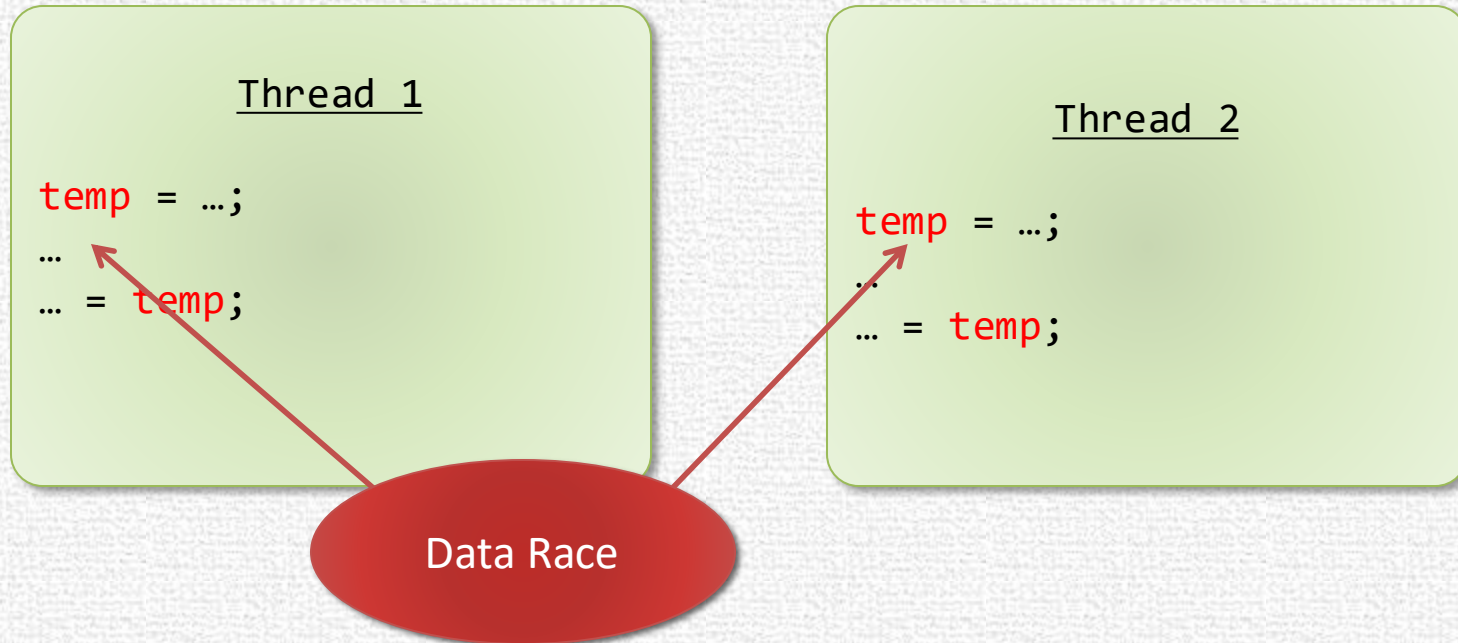 Thread 1
temp = …;
…
… = temp;
Thread 2
temp = …;
…
… = temp;
Data Race